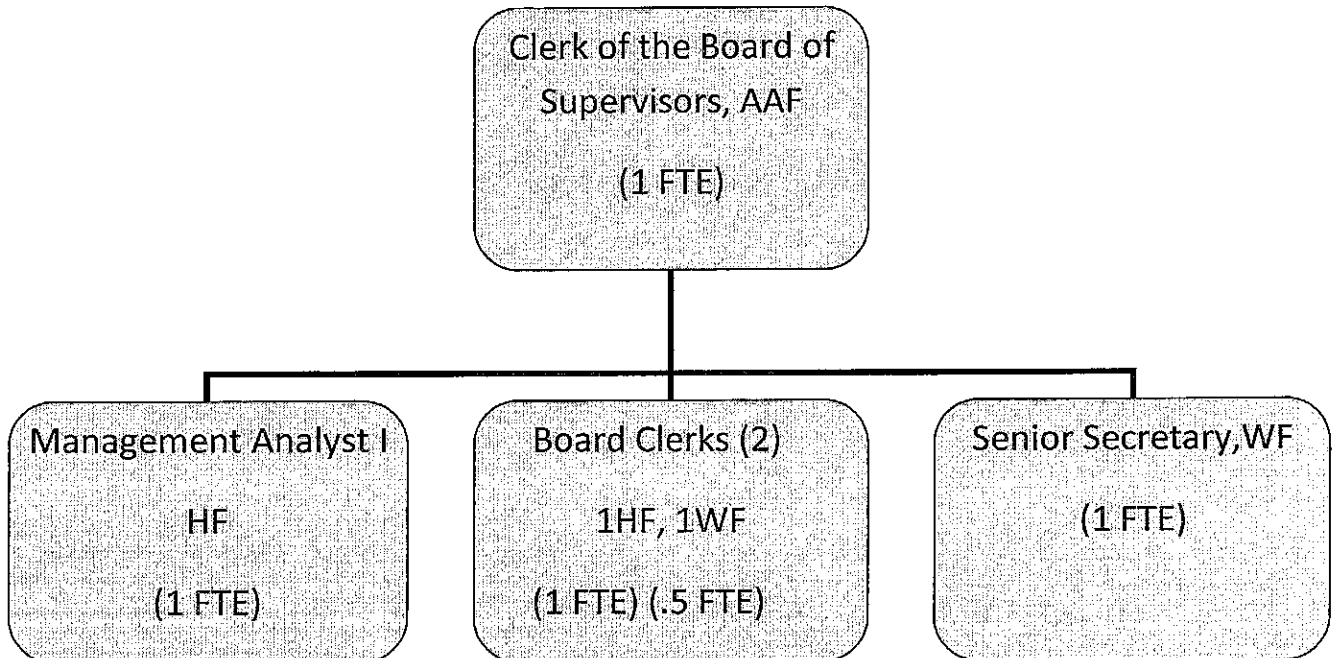 Clerk of the Board of
Supervisors, AAF
(1 FTE)
Management Analyst I
HF
(1 FTE)
Board Clerks (2)
1HF, 1WF
(1 FTE) (.5 FTE)
Senior Secretary,WF
(1 FTE)